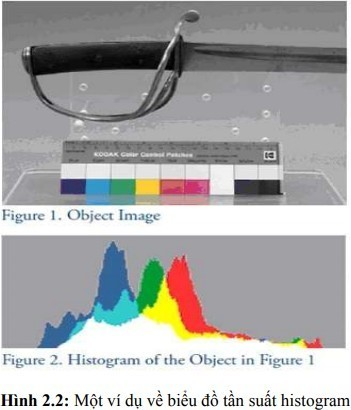 KODAK Color Control Patches
Figure 1. Object Image
Figure 2. Histogram of the Object in Figure 1
Hình 2.2: Một ví dụ về biểu đồ tần suất histogram